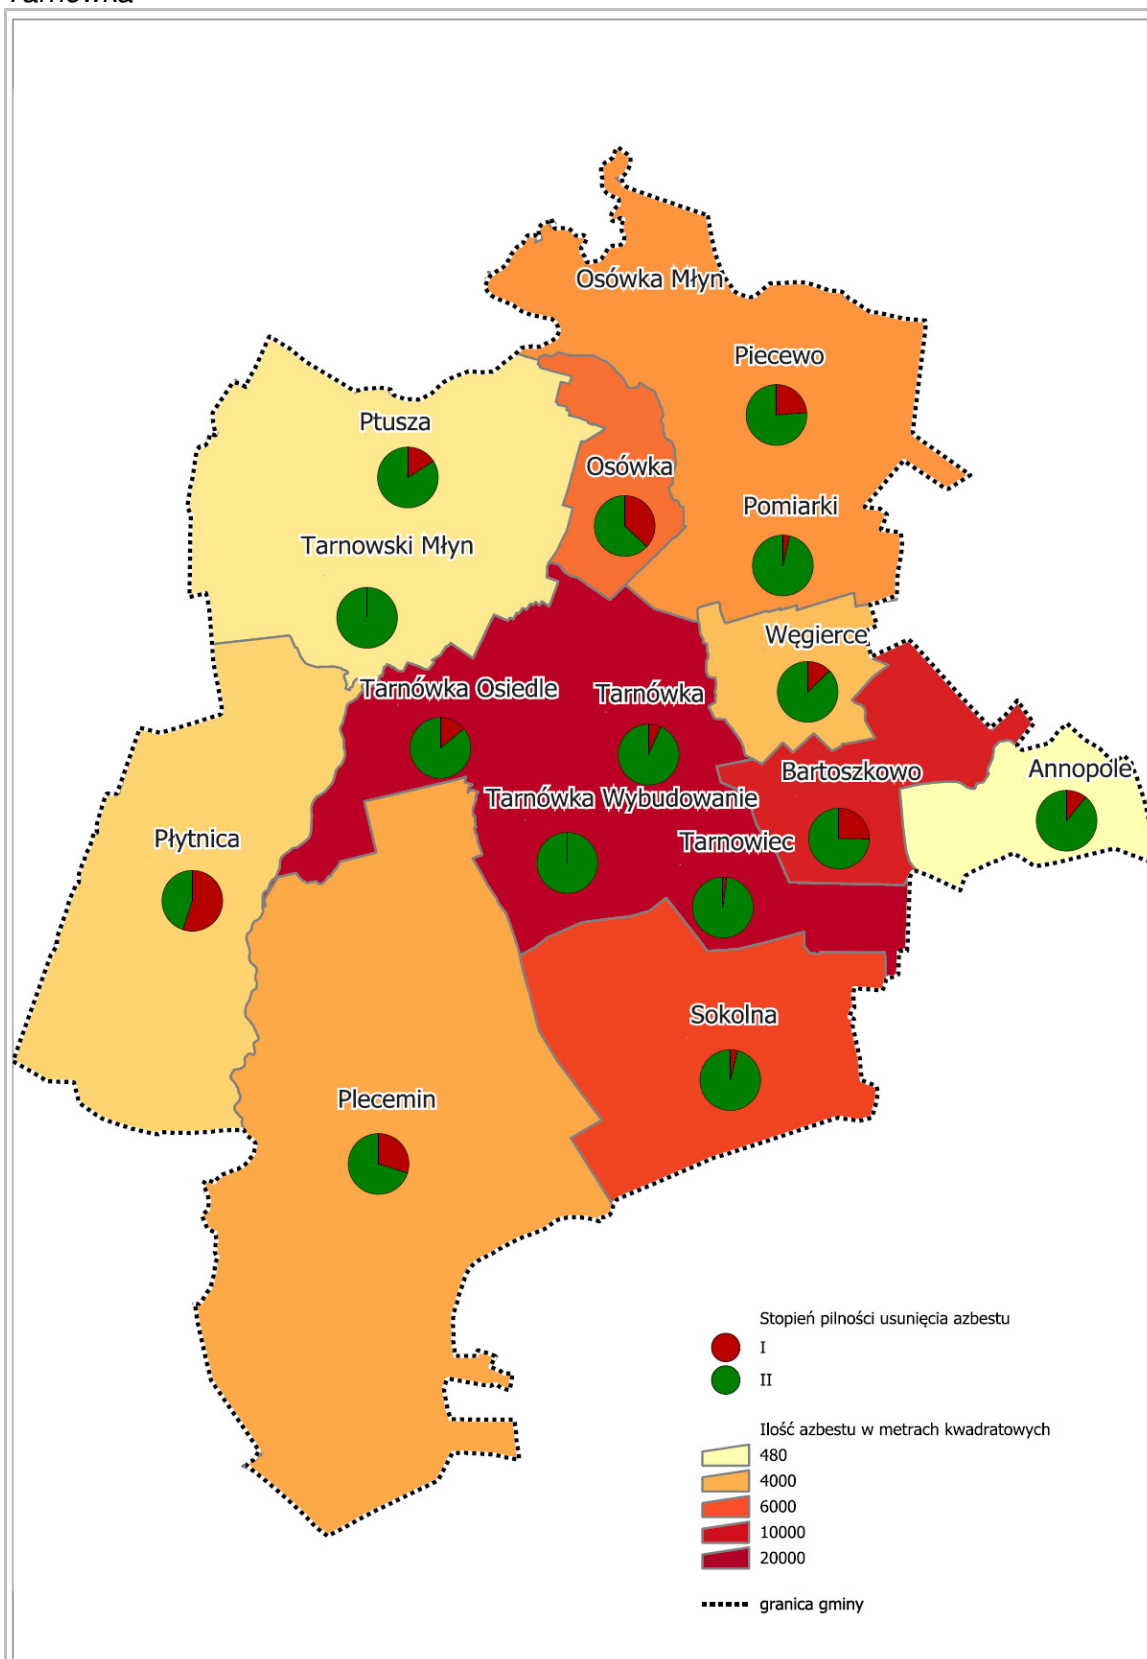 Tarnówka
Osówka Młyn
Piecewo
Ptusza
Osówka
Pomiarki
Tarnowski Młyn
Węgierce
Tarnówka Osiedle
Tarnówka
Annopole
Bartoszkowo
Tarnówka Wybudowanie
Płytnica
Tarnowiec
Sokolna
Plecemin
Stopień pilności usunięcia azbestu
I
II
Ilość azbestu w metrach kwadratowych
480
4000
6000
10000
20000
granica gminy